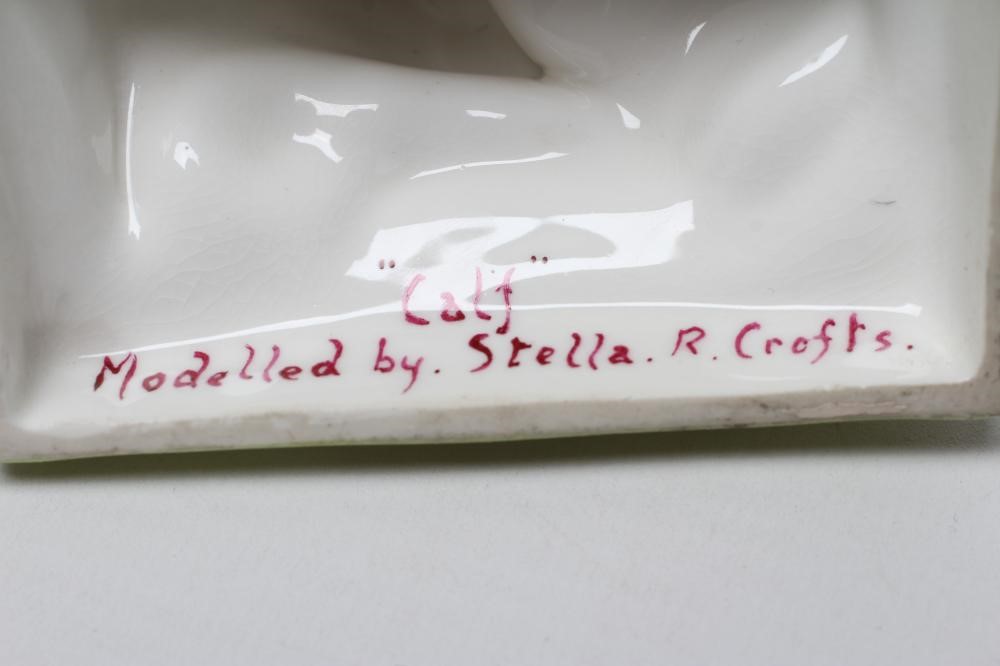 "Calf"
Modelled by. Stella. R. Crofts.